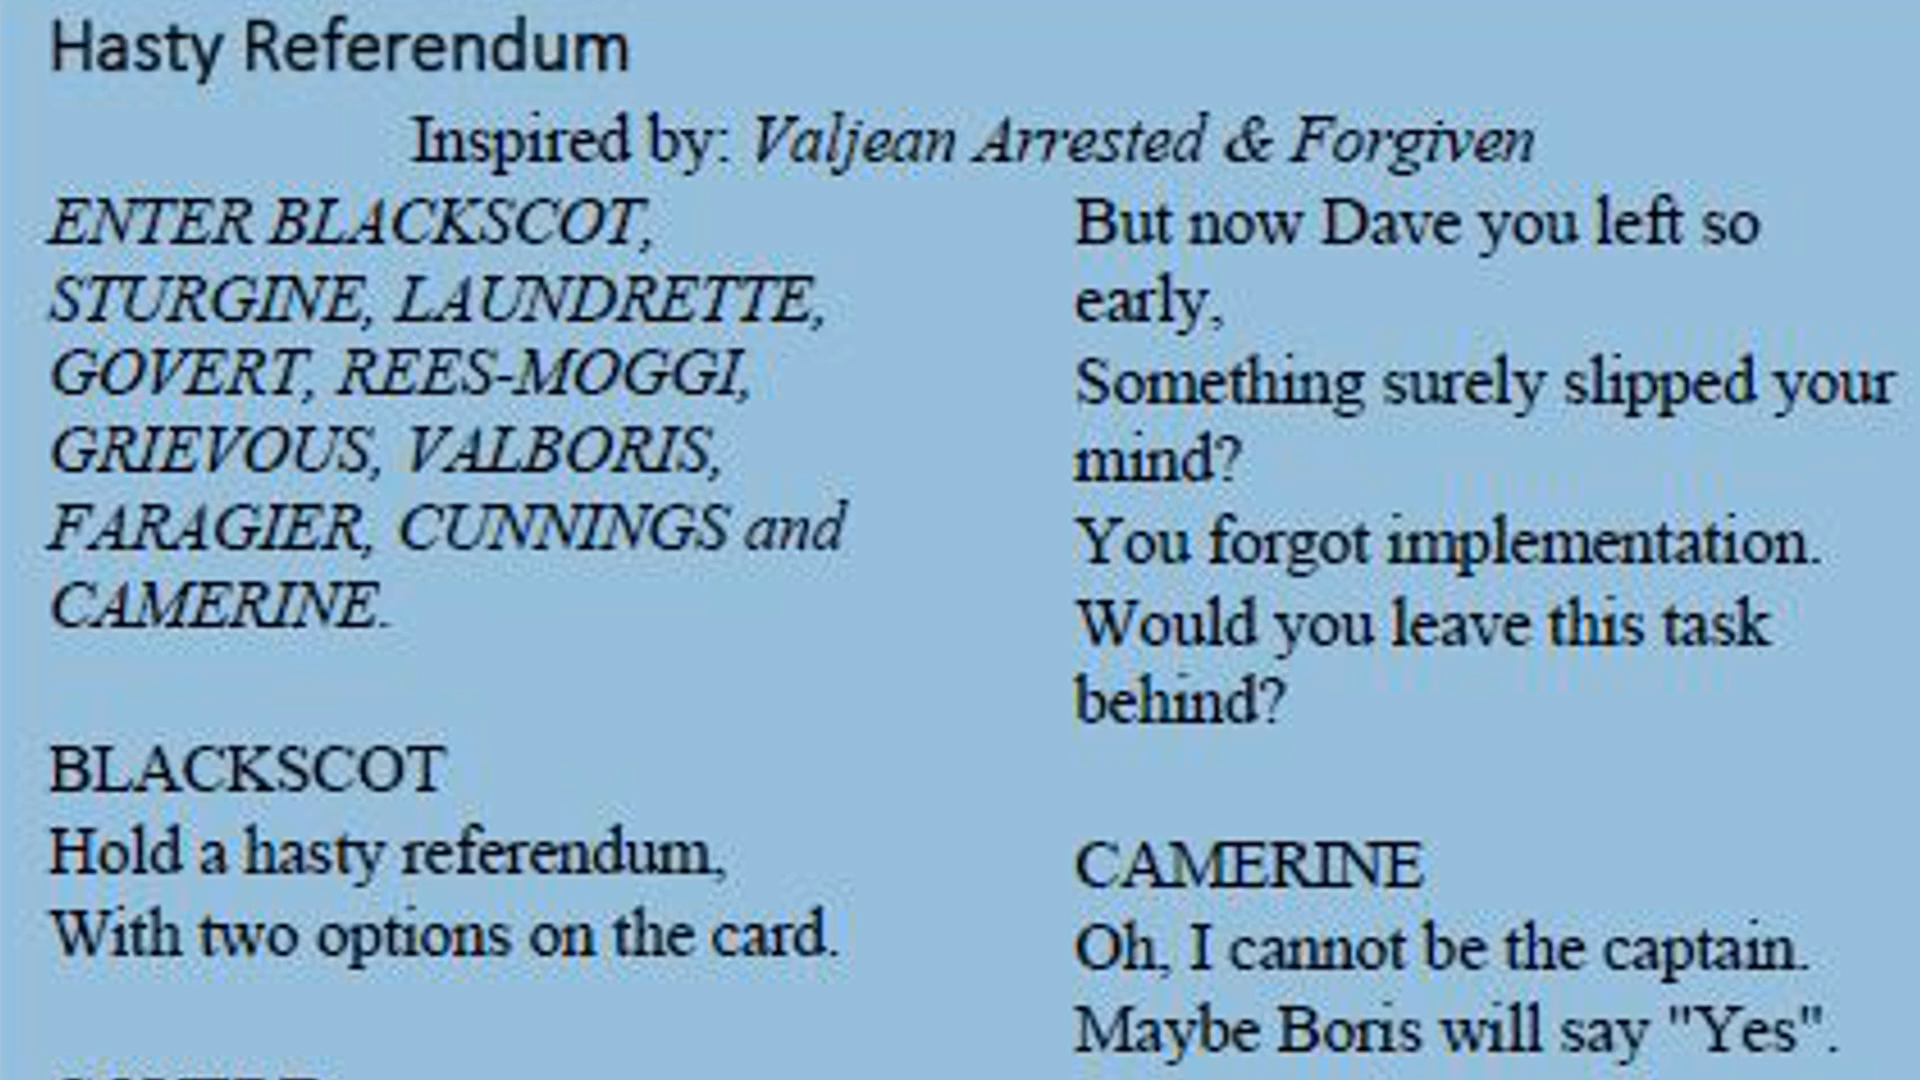 Hasty Referendum
Inspired by: Valjean Arrested & Forgiven
ENTER BLACKSCOT,
STURGINE, LAUNDRETTE,
GOVERT, REES-MOGGI,
GRIEVOUS, VALBORIS,
FARAGIER, CUNNINGS and
CAMERINE.
BLACKSCOT
Hold a hasty referendum,
With two options on the card.
But now Dave you left so
early,
Something surely slipped your
mind?
You forgot implementation.
Would you leave this task
behind?
CAMERINE
Oh, I cannot be the captain.
Maybe Boris will say "Yes".